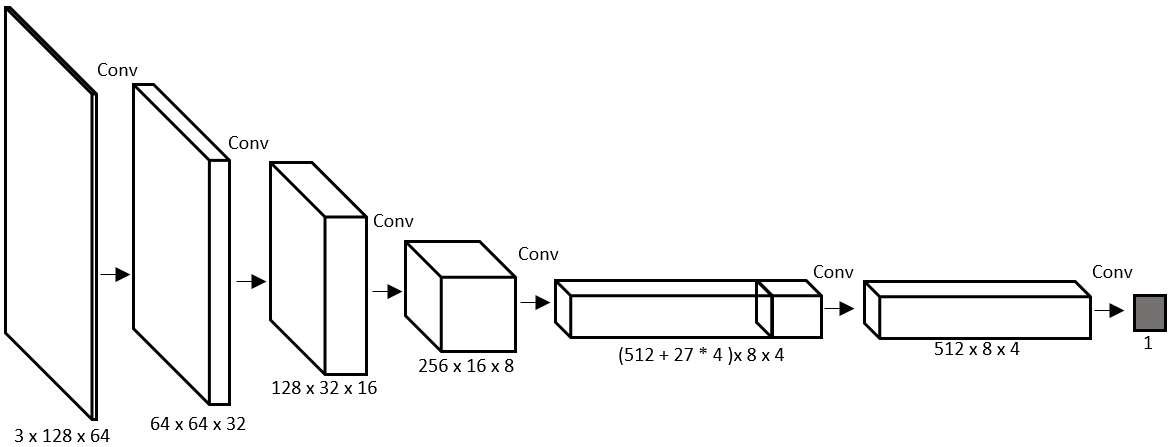 Conv
Conv
Conv
Conv
Conv
Conv
3 x 128 x 64
64 x 64 x 32
128 x 32 x 16
256 x 16 x 8
(512 + 27 * 4 )x 8 x 4
512 x 8 x 4
1